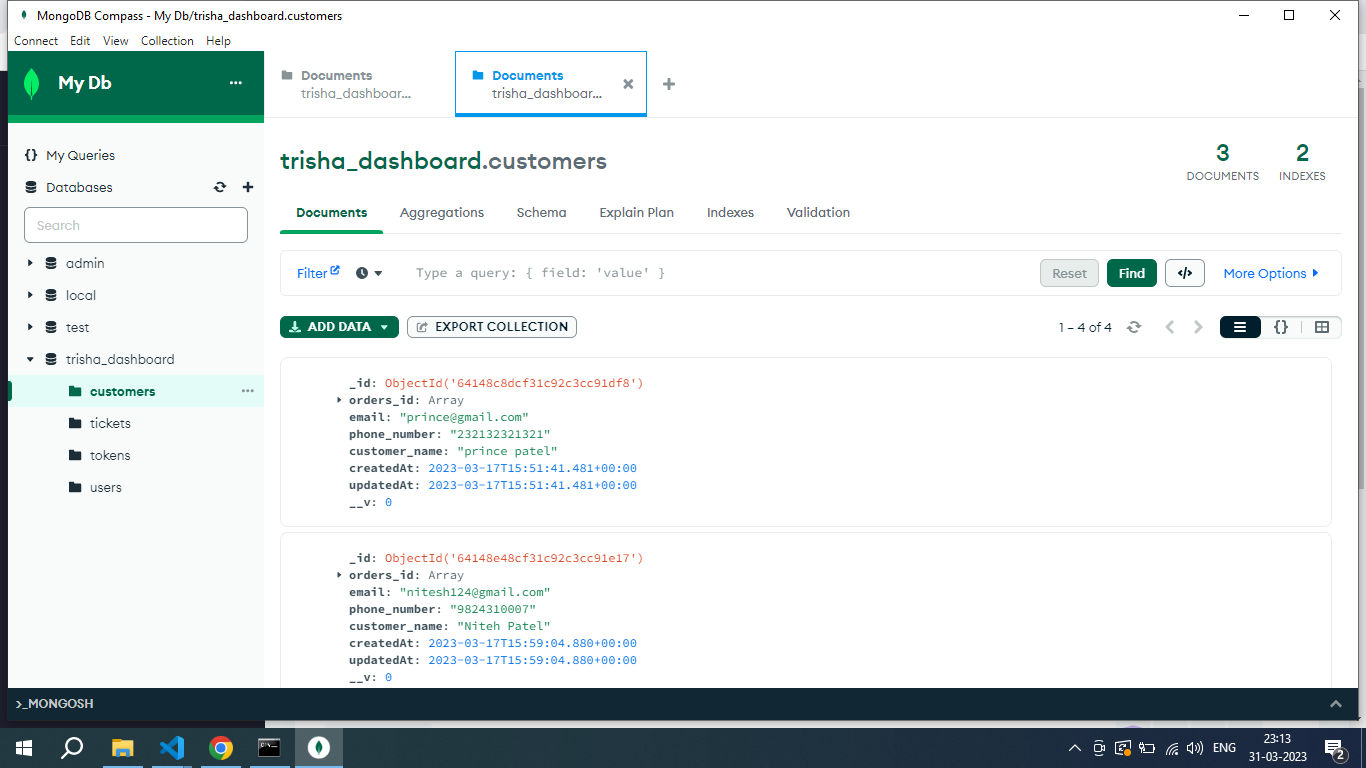 MongoDB Compass - My Db/trisha_dashboard.customers
Connect Edit View Collection Help
My Db
Documents
trisha_dashboar...
Documents
trisha_dashboar...
{} My Queries
Databases
Search
admin
local
test
trisha_dashboard
customers
tickets
tokens
users
trisha_dashboard.customers
3
DOCUMENTS
2
INDEXES
Documents Aggregations Schema Explain Plan Indexes Validation
Filter Type a query: { field: 'value' } Reset Find </> More Options
ADD DATA EXPORT COLLECTION 1 – 4 of 4 {}
_id: ObjectId('64148c8dcf31c92c3cc91df8')
orders_id: Array
email: "prince@gmail.com"
phone_number: "232132321321"
customer_name: "prince patel"
createdAt: 2023-03-17T15:51:41.481+00:00
updatedAt: 2023-03-17T15:51:41.481+00:00
__v: 0
_id: ObjectId('64148e48cf31c92c3cc91e17')
orders_id: Array
email: "nitesh124@gmail.com"
phone_number: "9824310007"
customer_name: "Niteh Patel"
createdAt: 2023-03-17T15:59:04.880+00:00
updatedAt: 2023-03-17T15:59:04.880+00:00
__v: 0
>_MONGOSH
ENG
23:13
31-03-2023
2